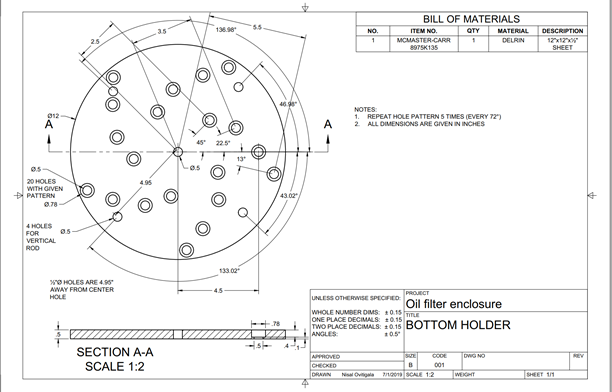 BILL OF MATERIALS
NO. ITEM NO. QTY MATERIAL DESCRIPTION
1 MCMASTER-CARR 1 DELRIN 12"x12"x½"
8975K135 SHEET
NOTES:
1. REPEAT HOLE PATTERN 5 TIMES (EVERY 72°)
2. ALL DIMENSIONS ARE GIVEN IN INCHES
2.5
3.5
136.98°
5.5
Ø12
46.98°
A
A
45°
22.5°
13°
Ø.5
4.95
43.02°
Ø.5
20 HOLES
WITH GIVEN
PATTERN
Ø.78
4 HOLES
FOR
VERTICAL
ROD
Ø.5
133.02°
½"Ø HOLES ARE 4.95"
AWAY FROM CENTER
HOLE
4.5
.5
.78
.5
.4
.1
SECTION A-A
SCALE 1:2
UNLESS OTHERWISE SPECIFIED:
WHOLE NUMBER DIMS: ± 0.15
ONE PLACE DECIMALS: ± 0.15
TWO PLACE DECIMALS: ± 0.15
ANGLES: ± 0.5°
PROJECT
Oil filter enclosure
TITLE
BOTTOM HOLDER
APPROVED
CHECKED
DRAWN Nisal Ovitigala 7/1/2019
SIZE CODE DWG NO REV
B 001
SCALE 1:2 WEIGHT SHEET 1/1